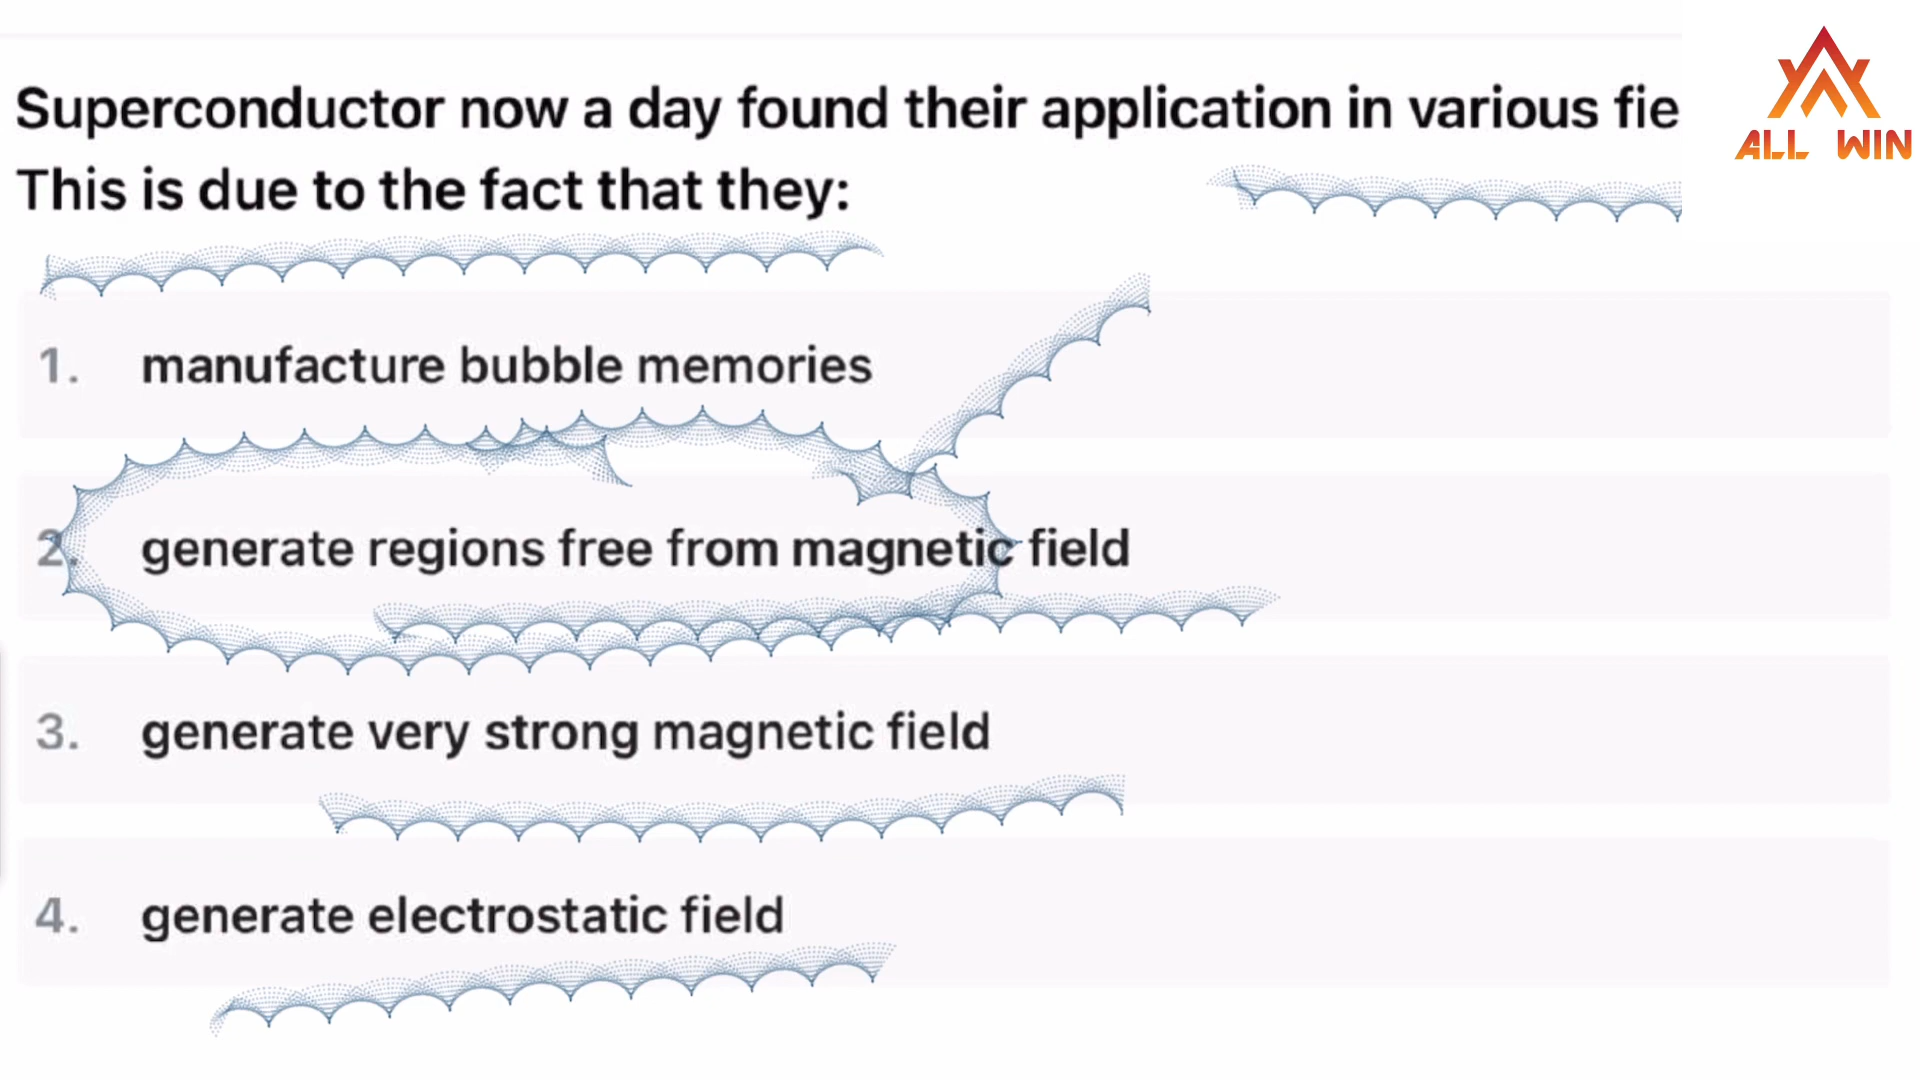 Superconductor now a day found their application in various fie
This is due to the fact that they:
ALL WIN
1. manufacture bubble memories
2. generate regions free from magnetic field
3. generate very strong magnetic field
4. generate electrostatic field